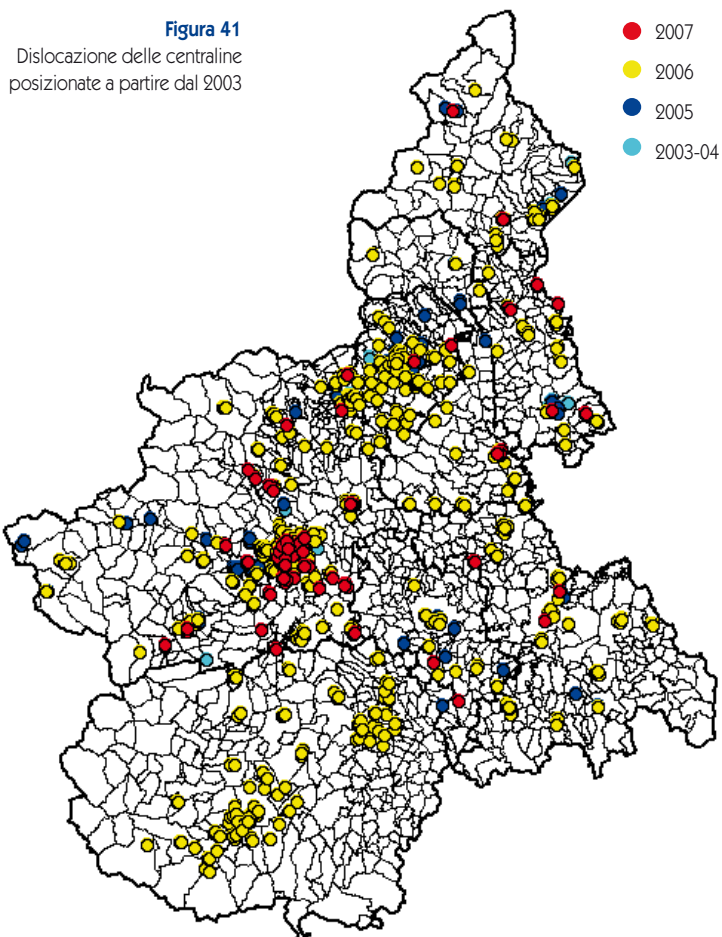 Figura 41
Dislocazione delle centraline
posizionate a partire dal 2003
2007
2006
2005
2003-04